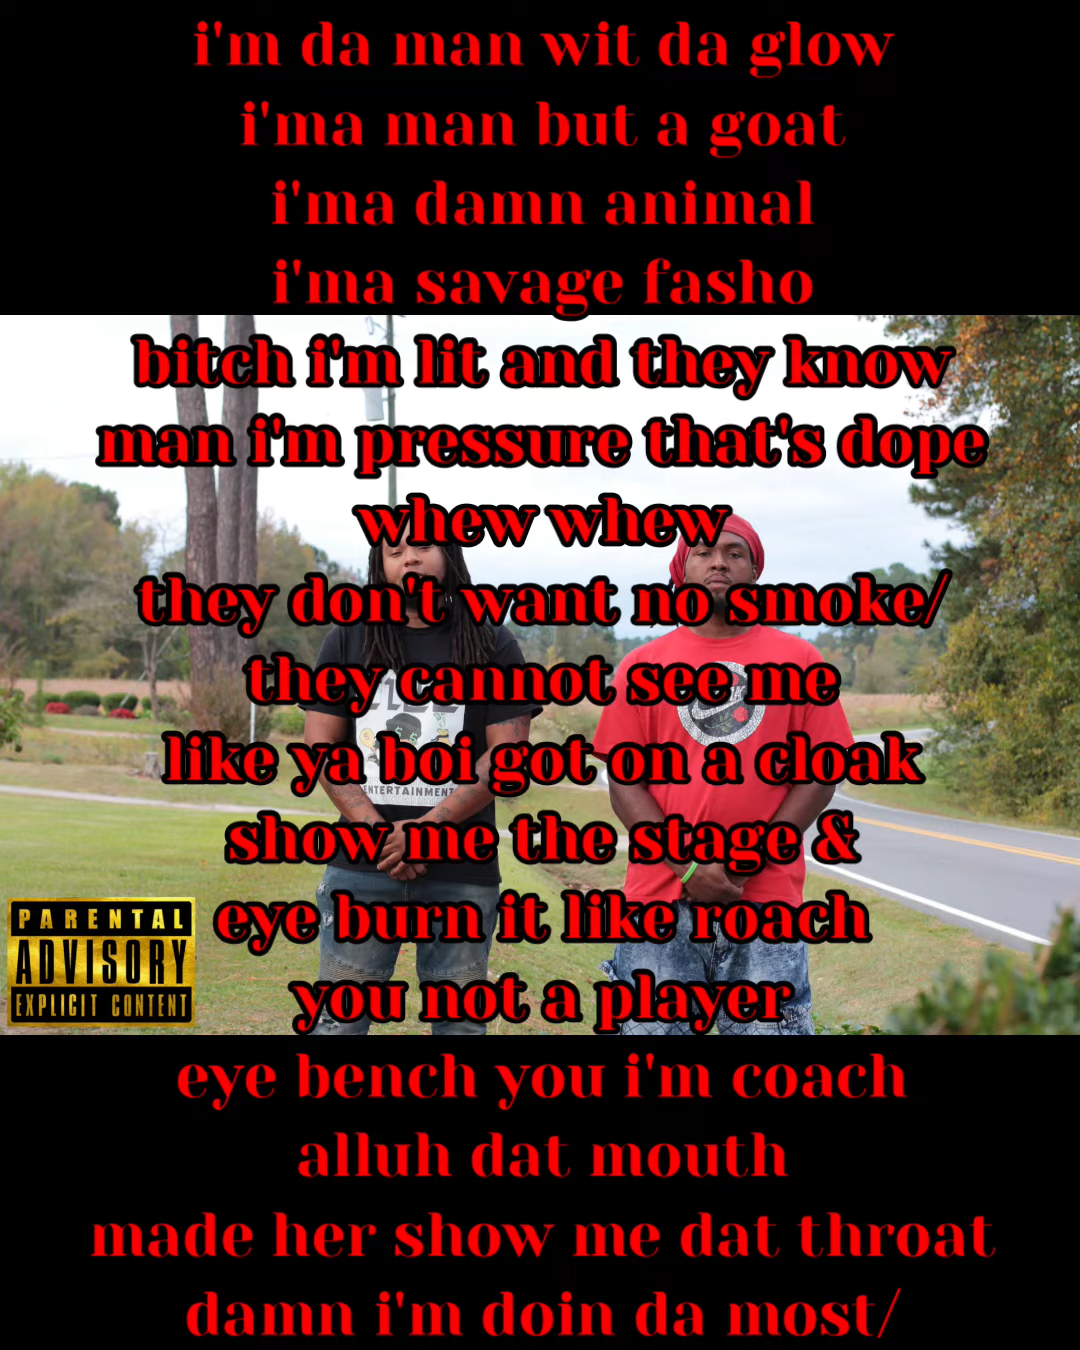 i'm da man wit da glow
i'ma man but a goat
i'ma damn animal
i'ma savage fasho
bitch i'm lit and they know
man i'm pressure that's dope
whew whew
they don't want no smoke/
they cannot see me
like ya boi got on a cloak
show me the stage &
eye burn it like roach
you not a player
eye bench you i'm coach
alluh dat mouth
made her show me dat throat
damn i'm doin da most/
ENTERTAINMENT
PARENTAL
ADVISORY
EXPLICIT CONTENT